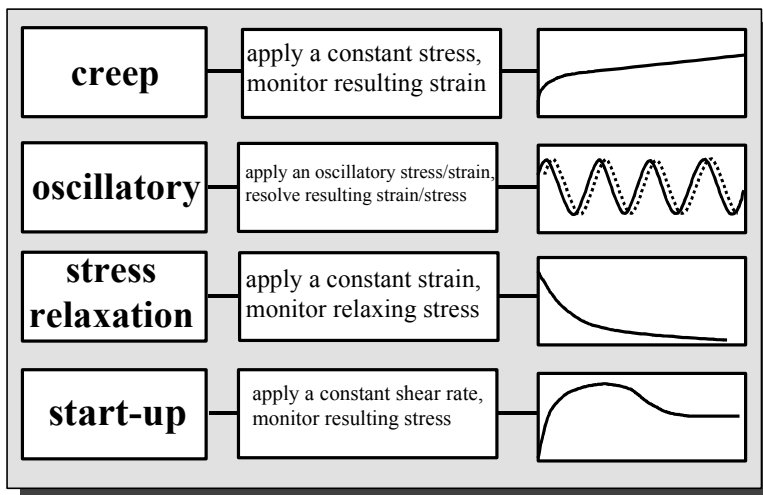 creep
apply a constant stress,
monitor resulting strain
oscillatory
apply an oscillatory stress/strain,
resolve resulting strain/stress
stress
relaxation
apply a constant strain,
monitor relaxing stress
start-up
apply a constant shear rate,
monitor resulting stress